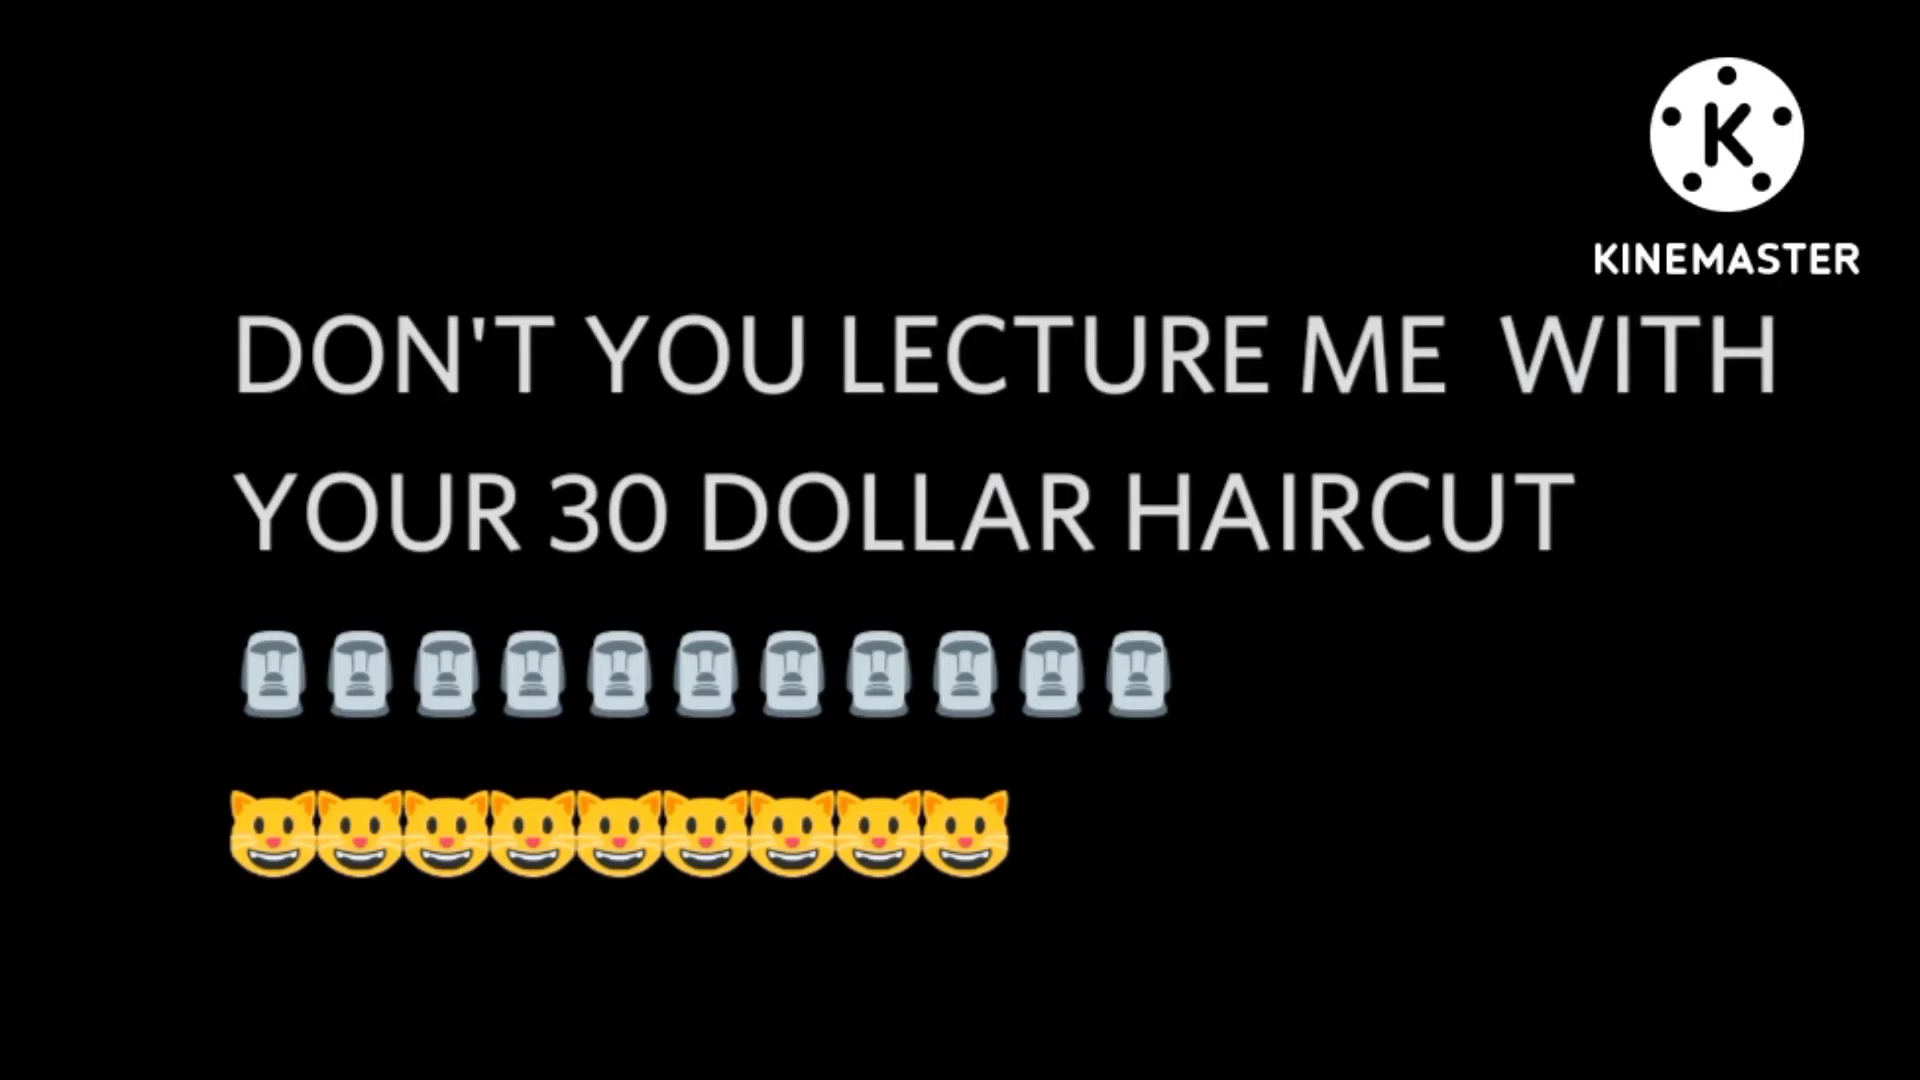 K
KINEMASTER
DON'T YOU LECTURE ME  WITH
YOUR 30 DOLLAR HAIRCUT
🗿🗿🗿🗿🗿🗿🗿🗿🗿🗿🗿
😺😺😺😺😺😺😺😺😺